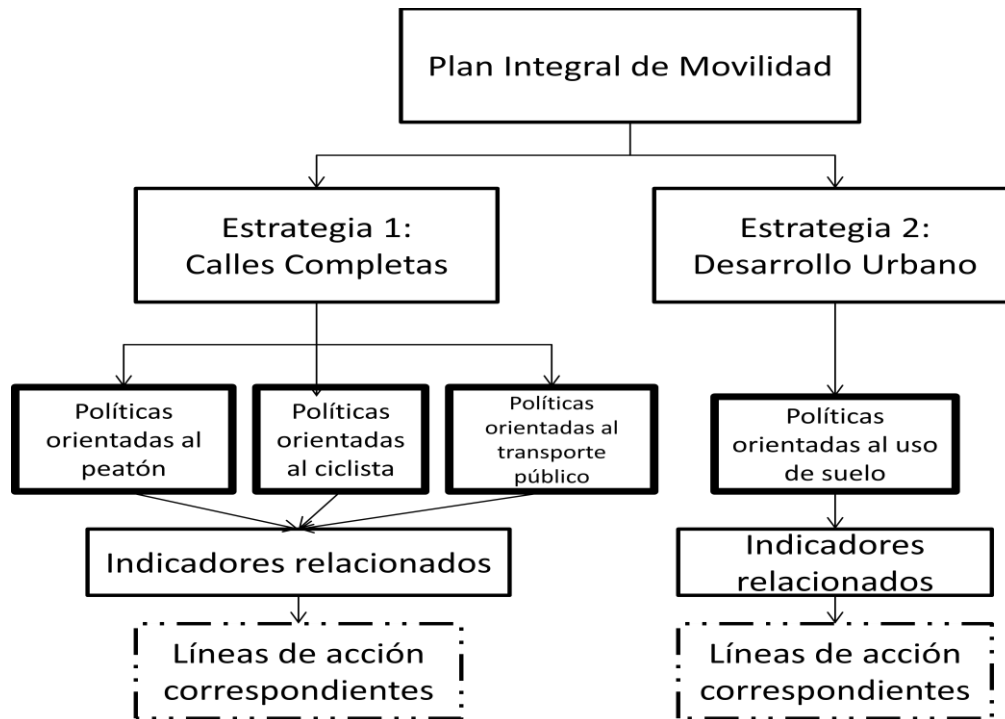 Plan Integral de Movilidad
Estrategia 1:
Calles Completas
Estrategia 2:
Desarrollo Urbano
Políticas
orientadas al
peatón
Políticas
orientadas
al ciclista
Políticas
orientadas al
transporte
público
Políticas
orientadas al uso
de suelo
Indicadores relacionados
Indicadores
relacionados
Líneas de acción
correspondientes
Líneas de acción
correspondientes